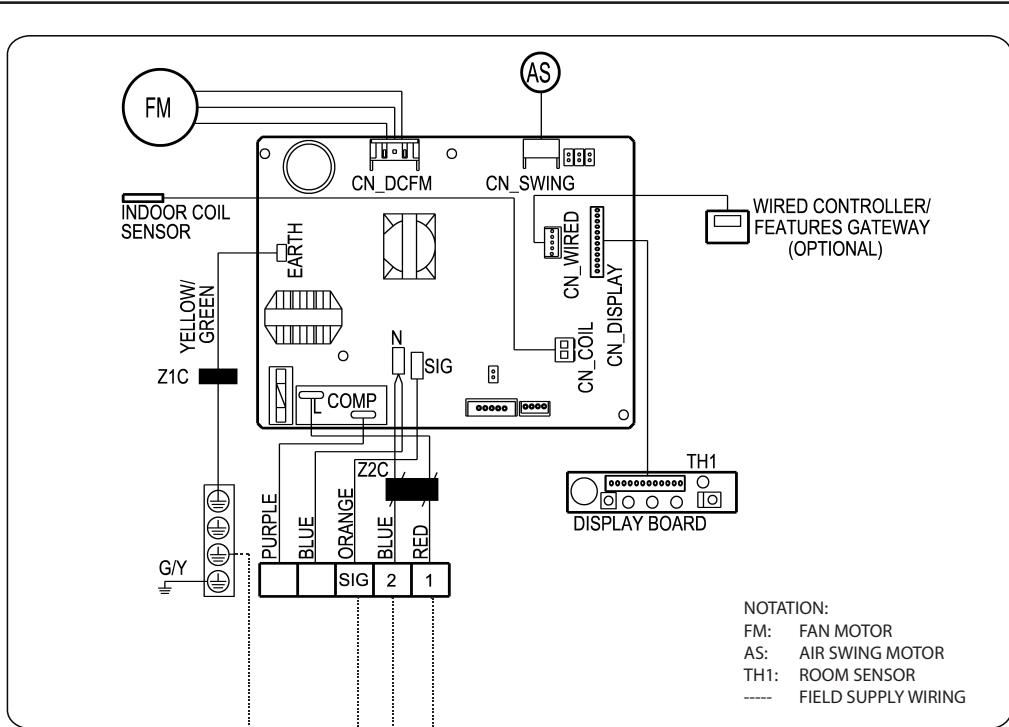 FM
AS
CN_DCFM
CN_SWING
INDOOR COIL
SENSOR
WIRED CONTROLLER/
FEATURES GATEWAY
(OPTIONAL)
EARTH
CN_WIRED
CN_DISPLAY
YELLOW/
GREEN
N
SIG
CN_COIL
Z1C
L COMP
Z2C
TH1
DISPLAY BOARD
PURPLE
BLUE
ORANGE
BLUE
RED
G/Y
SIG 2 1
NOTATION:
FM: FAN MOTOR
AS: AIR SWING MOTOR
TH1: ROOM SENSOR
----- FIELD SUPPLY WIRING